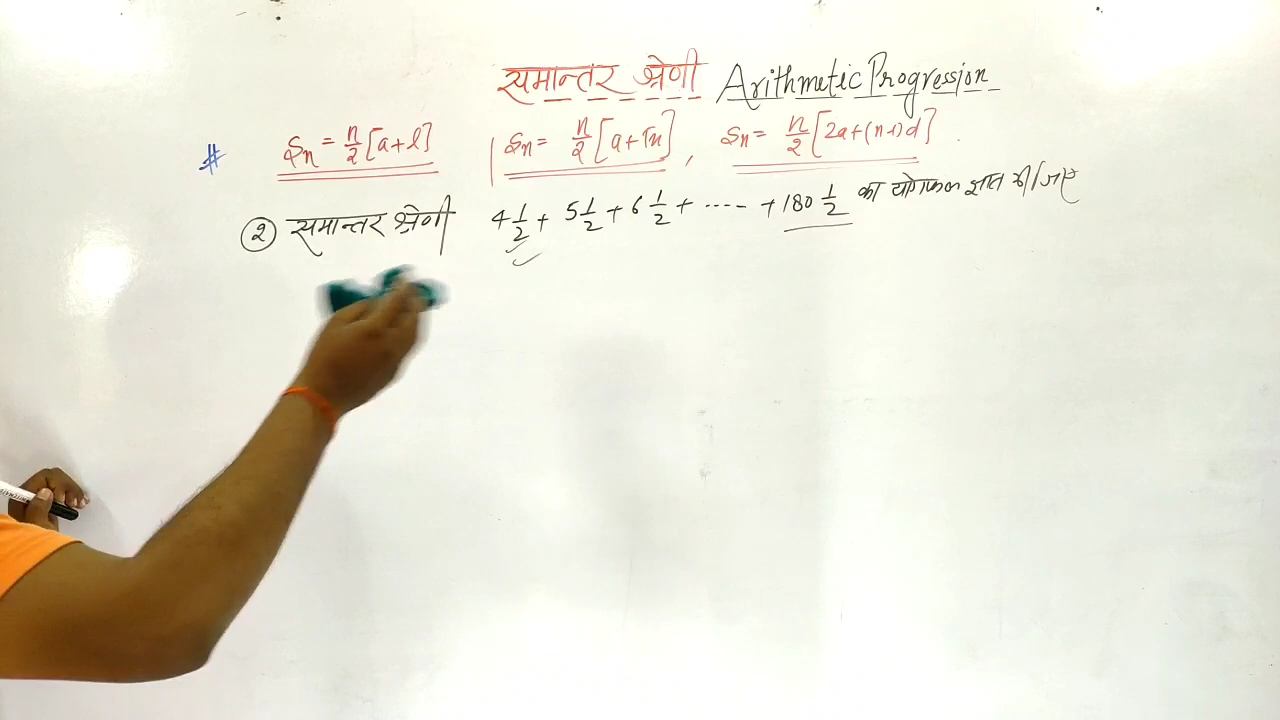 समान्तर श्रेणी Arithmetic Progression
# Sn = n/2 [a+l] | Sn = n/2 [a+Tn] , Sn = n/2 [2a+(n-1)d]
(2) समान्तर श्रेणी 4 1/2 + 5 1/2 + 6 1/2 + ---- + 180 1/2 का योगफल ज्ञात कीजिए